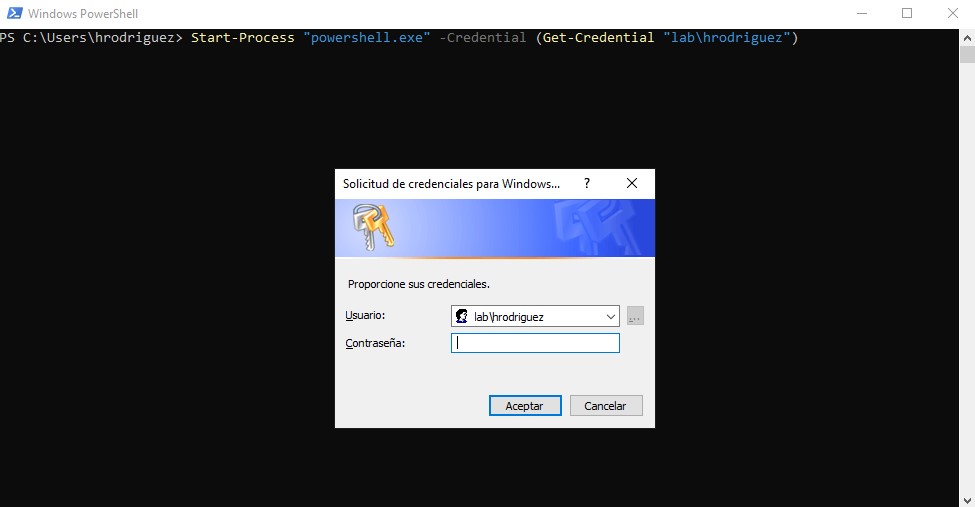 Windows PowerShell
PS C:\Users\hrodriguez> Start-Process "powershell.exe" -Credential (Get-Credential "lab\hrodriguez")
Solicitud de credenciales para Windows...
Proporcione sus credenciales.
Usuario: lab\hrodriguez
...
Contraseña:
Aceptar Cancelar